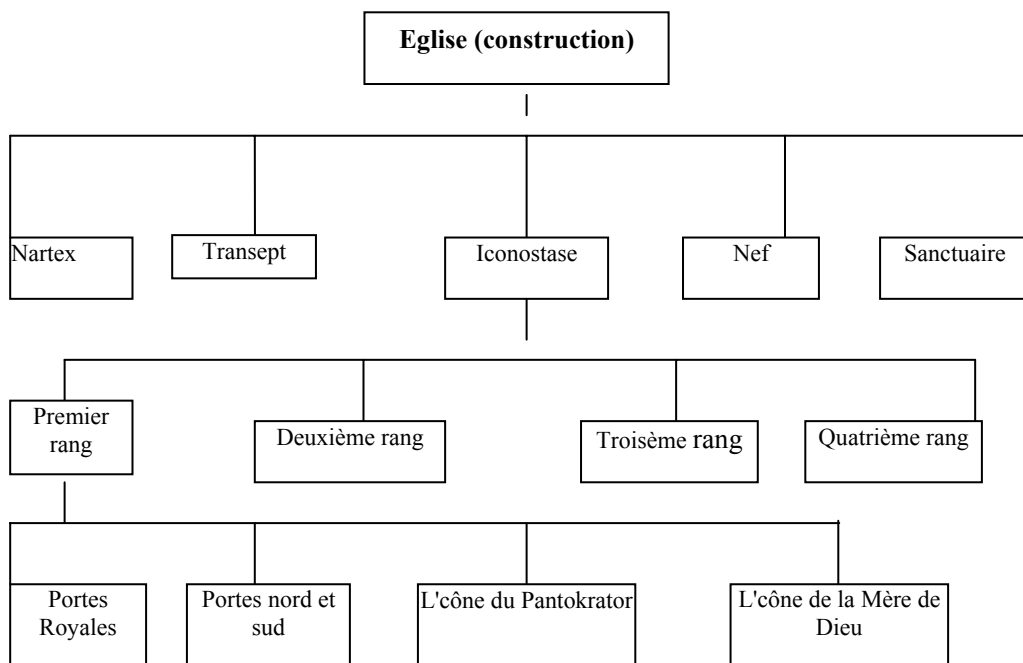 Eglise (construction)
Nartex
Transept
Iconostase
Nef
Sanctuaire
Premier
rang
Deuxième rang
Troisème rang
Quatrième rang
Portes
Royales
Portes nord et
sud
L'cône du Pantokrator
L'cône de la Mère de
Dieu